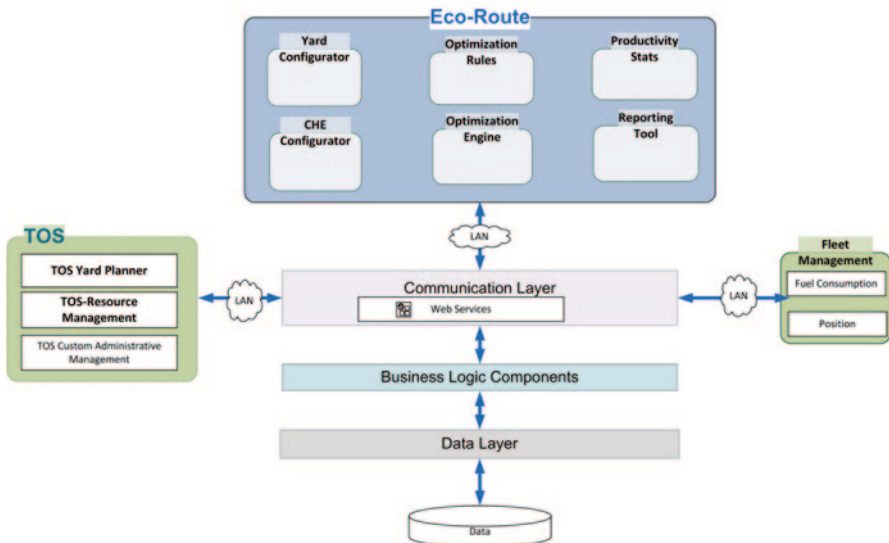 Eco-Route
Yard
Configurator
Optimization
Rules
Productivity
Stats
CHE
Configurator
Optimization
Engine
Reporting
Tool
LAN
TOS
TOS Yard Planner
TOS-Resource
Management
TOS Custom Administrative
Management
LAN
Communication Layer
Web Services
LAN
Fleet
Management
Fuel Consumption
Position
Business Logic Components
Data Layer
Data